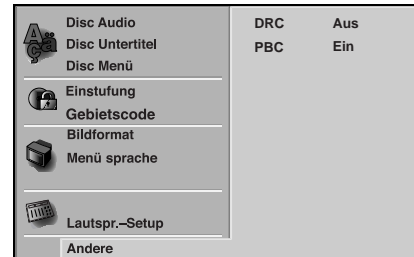 Disc Audio
Disc Untertitel
Disc Menü
Einstufung
Gebietscode
Bildformat
Menü sprache
Lautspr.–Setup
Andere
DRC Aus
PBC Ein